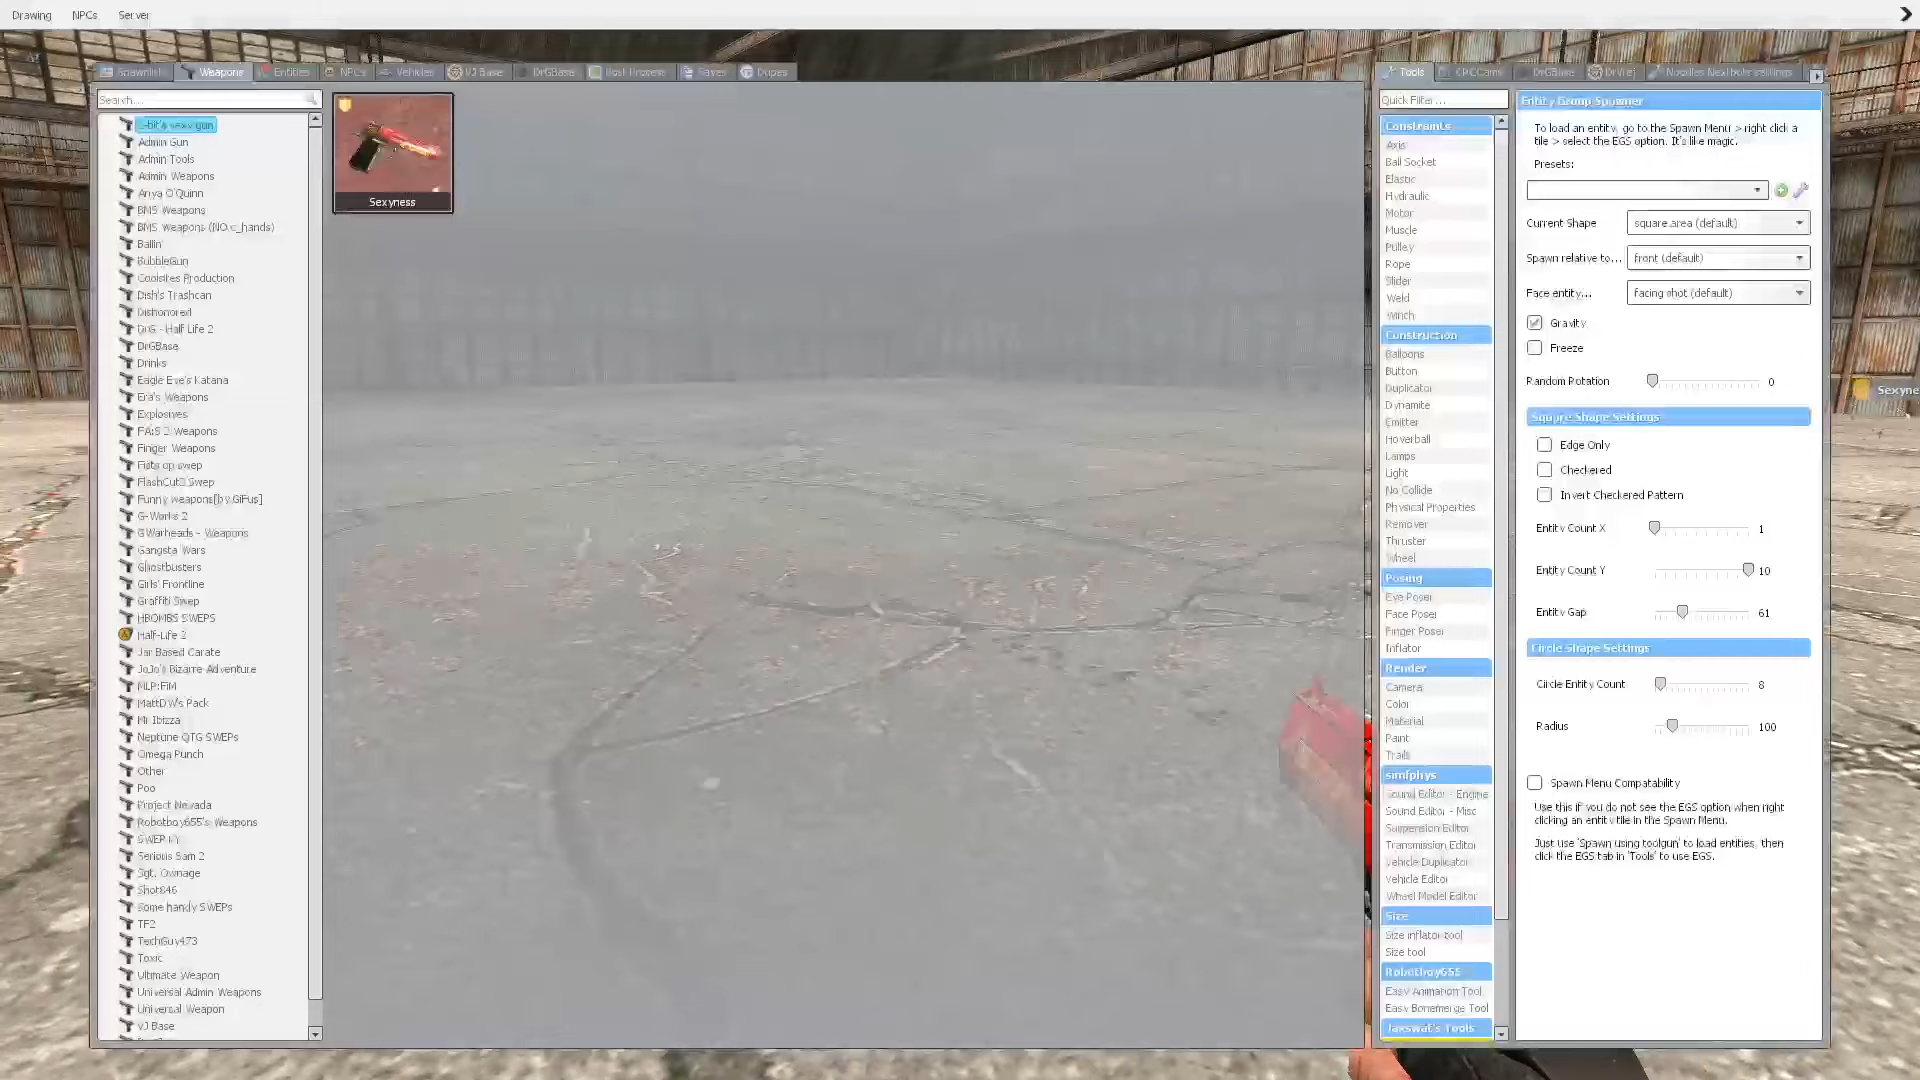 Drawing NPCs Server
Spawnlists Weapons Entities NPCs Vehicles VJ Base DrGBase Post Process Saves Dupes
Search...
Admin Gun
Admin Tools
Admin Weapons
Anya O'Quinn
BMS Weapons
BMS Weapons (NO c_hands)
Ballin'
BubbleGun
Coolsites Production
Dish's Trashcan
Dishonored
DrG - Half Life 2
DrGBase
Drinks
Eagle Eye's Katana
Era's Weapons
Explosives
FA:S 2 Weapons
Finger Weapons
Fists op swep
Funny weapons[by GiFus]
G-Works 2
GWarheads - Weapons
Gangsta Wars
Ghostbusters
Girls' Frontline
Graffiti Swep
HBOMBS SWEPS
Half-Life 2
Jar Based Carate
JoJo's Bizarre Adventure
MLP:FiM
MattDW's Pack
Mr Ibizza
Neptune QTG SWEPs
Omega Punch
Other
Poo
Project Nevada
Robotboy655's Weapons
Serious Sam 2
Sgt. Ownage
Shot846
Some handy SWEPs
TF2
TechGuy473
Toxic
Ultimate Weapon
Universal Admin Weapons
Universal Weapon
VJ Base
Sexyness
Tools DrGBase
Quick Filter...
Constraints
Axis
Ball Socket
Elastic
Hydraulic
Motor
Muscle
Pulley
Rope
Slider
Weld
Winch
Construction
Balloons
Button
Duplicator
Dynamite
Emitter
Hoverball
Lamps
Light
No Collide
Physical Properties
Remover
Thruster
Wheel
Posing
Eye Poser
Face Poser
Finger Poser
Inflator
Render
Camera
Color
Material
Paint
Trails
simfphys
Sound Editor - Engine
Sound Editor - Misc
Suspension Editor
Transmission Editor
Vehicle Duplicator
Vehicle Editor
Wheel Model Editor
Size
Size inflator tool
Size tool
Robotboy655
Easy Animation Tool
Easy Bonemerge Tool
Jaxswat's Tools
Entity Group Spawner
To load an entity, go to the Spawn Menu > right click a
tile > select the EGS option. It's like magic.
Presets:
Current Shape square area (default)
Spawn relative to... front (default)
Face entity... facing shot (default)
Gravity
Freeze
Random Rotation 0
Square Shape Settings
Edge Only
Checkered
Invert Checkered Pattern
Entity Count X 1
Entity Count Y 10
Entity Gap 61
Circle Shape Settings
Circle Entity Count 8
Radius 100
Spawn Menu Compatability
Use this if you do not see the EGS option when right
clicking an entity tile in the Spawn Menu.
Just use 'Spawn using toolgun' to load entities, then
click the EGS tab in 'Tools' to use EGS.
Sexyne